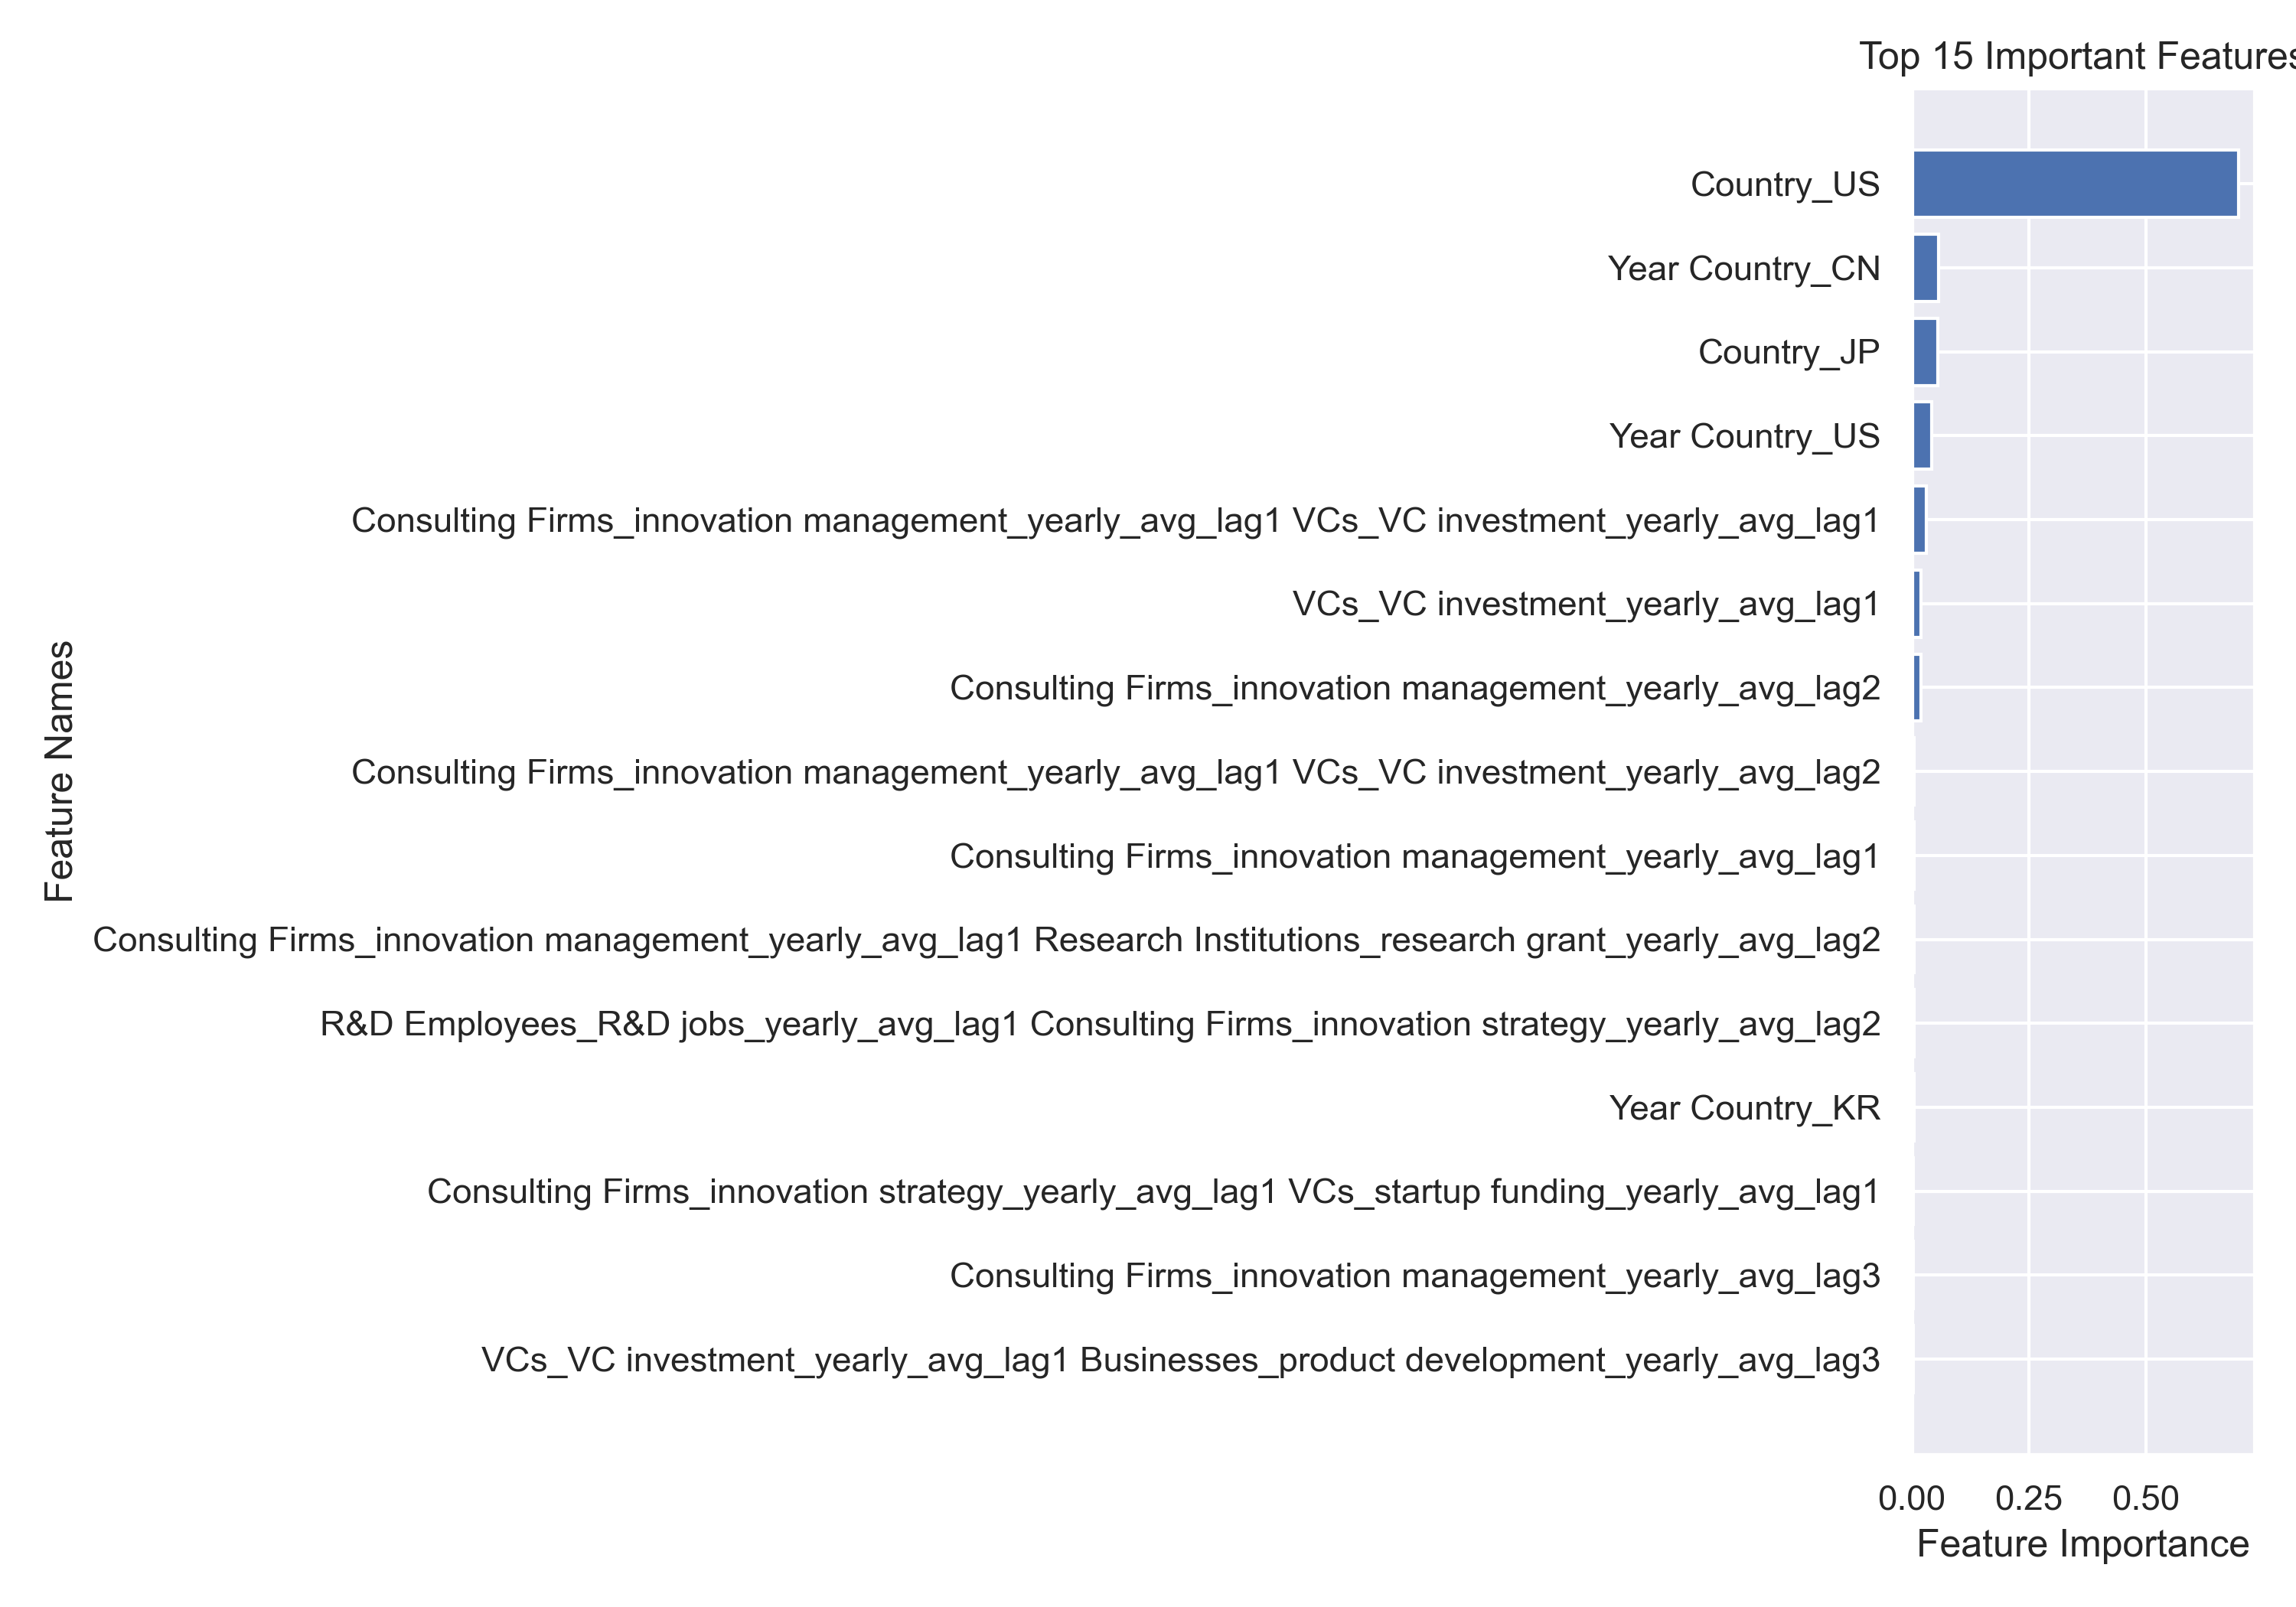 Top 15 Important Features
Country_US
Year Country_CN
Country_JP
Year Country_US
Consulting Firms_innovation management_yearly_avg_lag1 VCs_VC investment_yearly_avg_lag1
VCs_VC investment_yearly_avg_lag1
Consulting Firms_innovation management_yearly_avg_lag2
Consulting Firms_innovation management_yearly_avg_lag1 VCs_VC investment_yearly_avg_lag2
Consulting Firms_innovation management_yearly_avg_lag1
Consulting Firms_innovation management_yearly_avg_lag1 Research Institutions_research grant_yearly_avg_lag2
R&D Employees_R&D jobs_yearly_avg_lag1 Consulting Firms_innovation strategy_yearly_avg_lag2
Year Country_KR
Consulting Firms_innovation strategy_yearly_avg_lag1 VCs_startup funding_yearly_avg_lag1
Consulting Firms_innovation management_yearly_avg_lag3
VCs_VC investment_yearly_avg_lag1 Businesses_product development_yearly_avg_lag3
Feature Names
0.00 0.25 0.50
Feature Importance